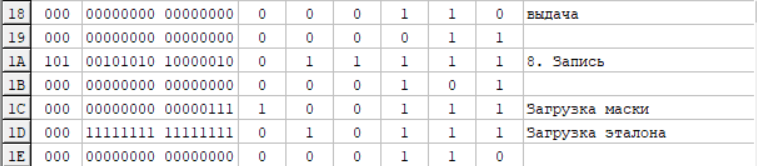 18 000 00000000 00000000 0 0 0 1 1 0 выдача
19 000 00000000 00000000 0 0 0 0 1 1
1A 101 00101010 10000010 0 1 1 1 1 1 8. Запись
1B 000 00000000 00000000 0 0 0 1 0 1
1C 000 00000000 00000111 1 0 0 1 1 1 Загрузка маски
1D 000 11111111 11111111 0 1 0 1 1 1 Загрузка эталона
1E 000 00000000 00000000 0 0 0 1 1 0